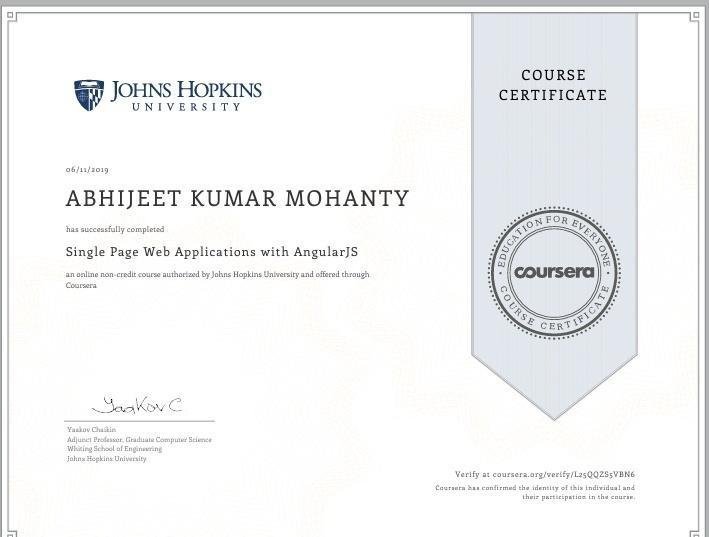 JOHNS HOPKINS
UNIVERSITY
COURSE
CERTIFICATE
06/11/2019
ABHIJEET KUMAR MOHANTY
has successfully completed
Single Page Web Applications with AngularJS
an online non-credit course authorized by Johns Hopkins University and offered through
Coursera
EDUCATION FOR EVERYONE
coursera
COURSE CERTIFICATE
Yaakov C
Yaakov Chaikin
Adjunct Professor, Graduate Computer Science
Whiting School of Engineering
Johns Hopkins University
Verify at coursera.org/verify/L25QQZS5VBN6
Coursera has confirmed the identity of this individual and
their participation in the course.